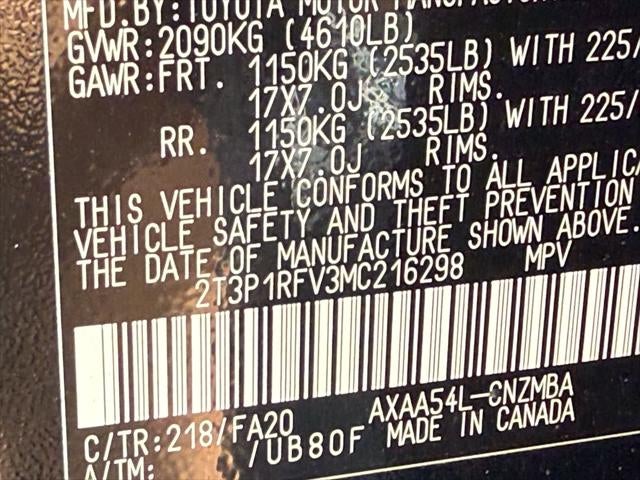 MFD.BY:TOYOTA MOTOR
GVWR:2090KG (4610LB)
GAWR:FRT. 1150KG (2535LB) WITH 225/
17X7.0J RIMS.
RR. 1150KG (2535LB) WITH 225/
17X7.0J RIMS.
THIS VEHICLE CONFORMS TO ALL
VEHICLE SAFETY AND THEFT PREVENTION
THE DATE OF MANUFACTURE SHOWN ABOVE.
2T3P1RFV3MC216298 MPV
AXAA54L-CNZMBA
C/TR:218/FA20 MADE IN CANADA
A/TM: /UB80F